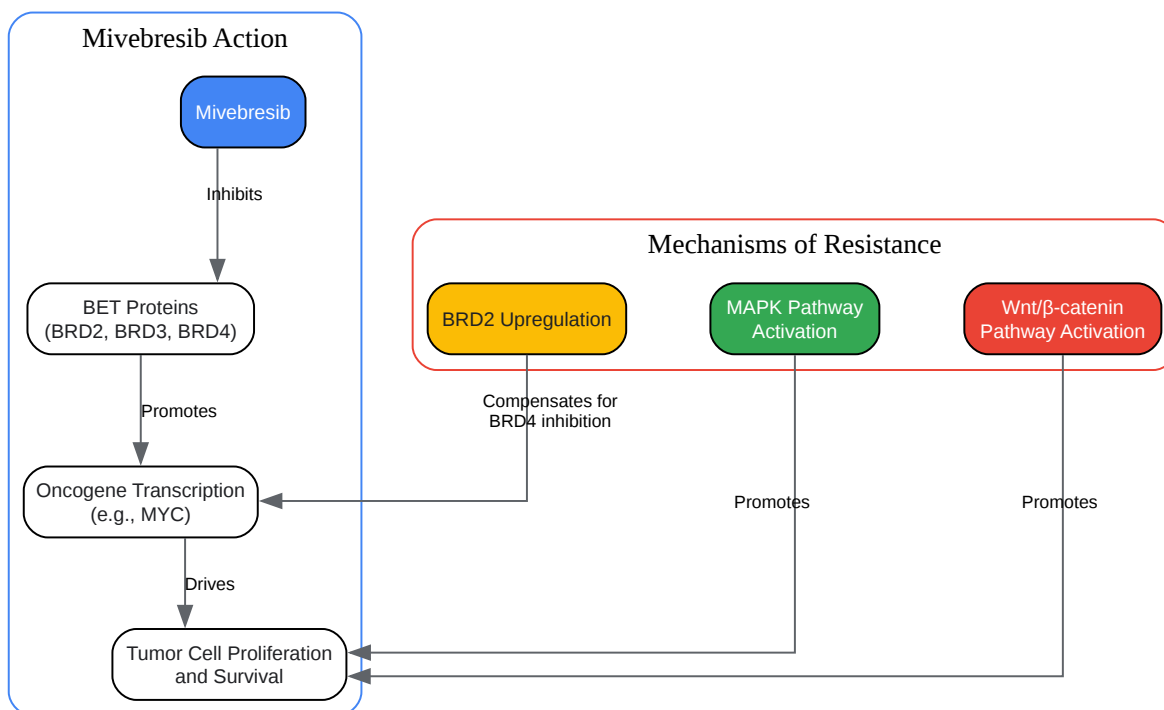 Mivebresib Action
Mivebresib
Inhibits
BET Proteins
(BRD2, BRD3, BRD4)
Promotes
Oncogene Transcription
(e.g., MYC)
Drives
Tumor Cell Proliferation
and Survival
Mechanisms of Resistance
BRD2 Upregulation
MAPK Pathway
Activation
Wnt/β-catenin
Pathway Activation
Compensates for
BRD4 inhibition
Promotes
Promotes